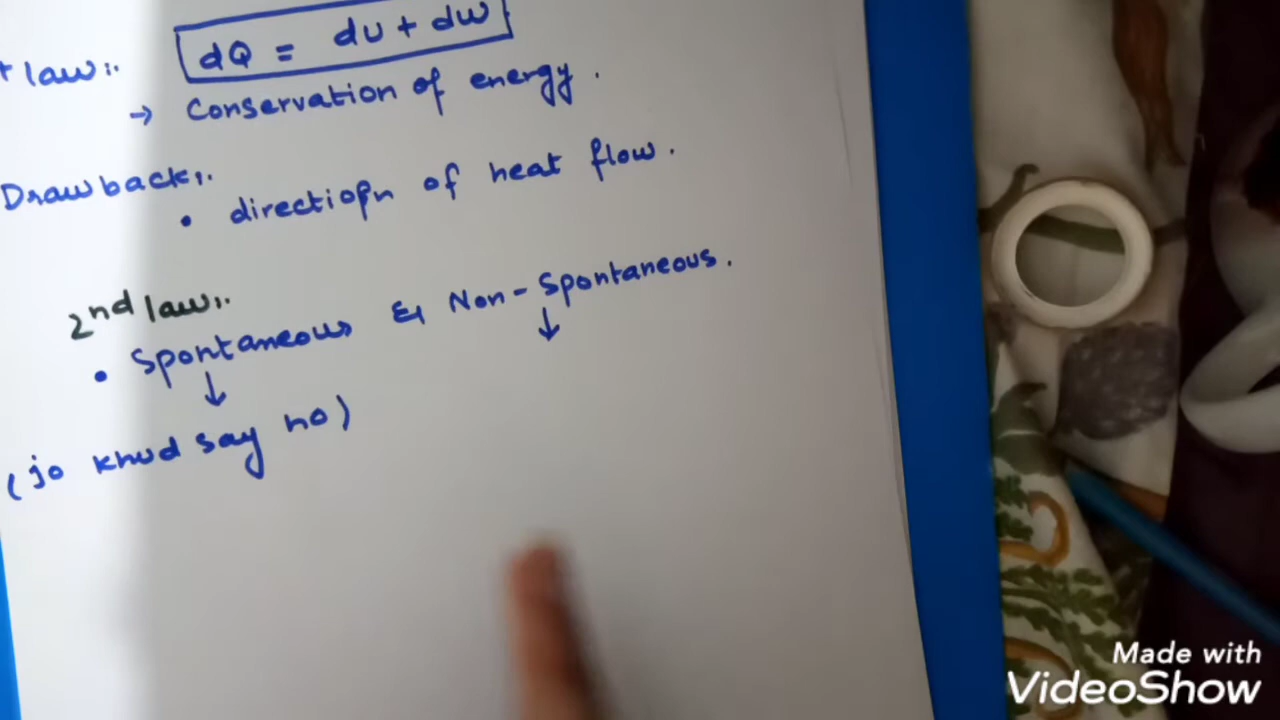 dQ = dU + dW
law:.
→ Conservation of energy.
Drawback:.
• direction of heat flow.
2nd law:.
• Spontaneous & Non-Spontaneous.
↓ ↓
(jo khud say ho)
Made with
VideoShow